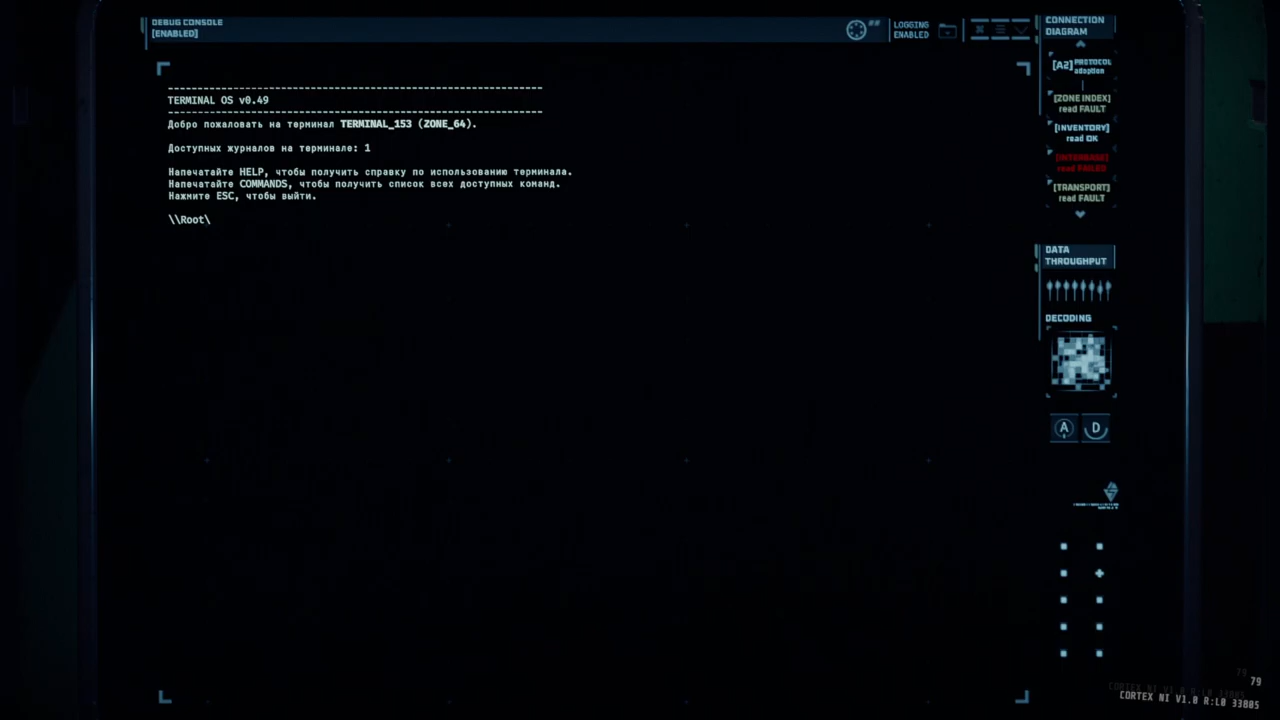 DEBUG CONSOLE
[ENABLED]
LOGGING
ENABLED
------------------------------------------------------------------
TERMINAL OS v0.49
------------------------------------------------------------------
Добро пожаловать на терминал TERMINAL_153 (ZONE_64).
Доступных журналов на терминале: 1
Напечатайте HELP, чтобы получить справку по использованию терминала.
Напечатайте COMMANDS, чтобы получить список всех доступных команд.
Нажмите ESC, чтобы выйти.
\\Root\
CONNECTION
DIAGRAM
[A2] PROTOCOL
adaption
[ZONE INDEX]
read FAULT
[INVENTORY]
read OK
read FAILED
[TRANSPORT]
read FAULT
DATA
THROUGHPUT
DECODING
A D
79
CORTEX NI V1.0 R:L0 33805